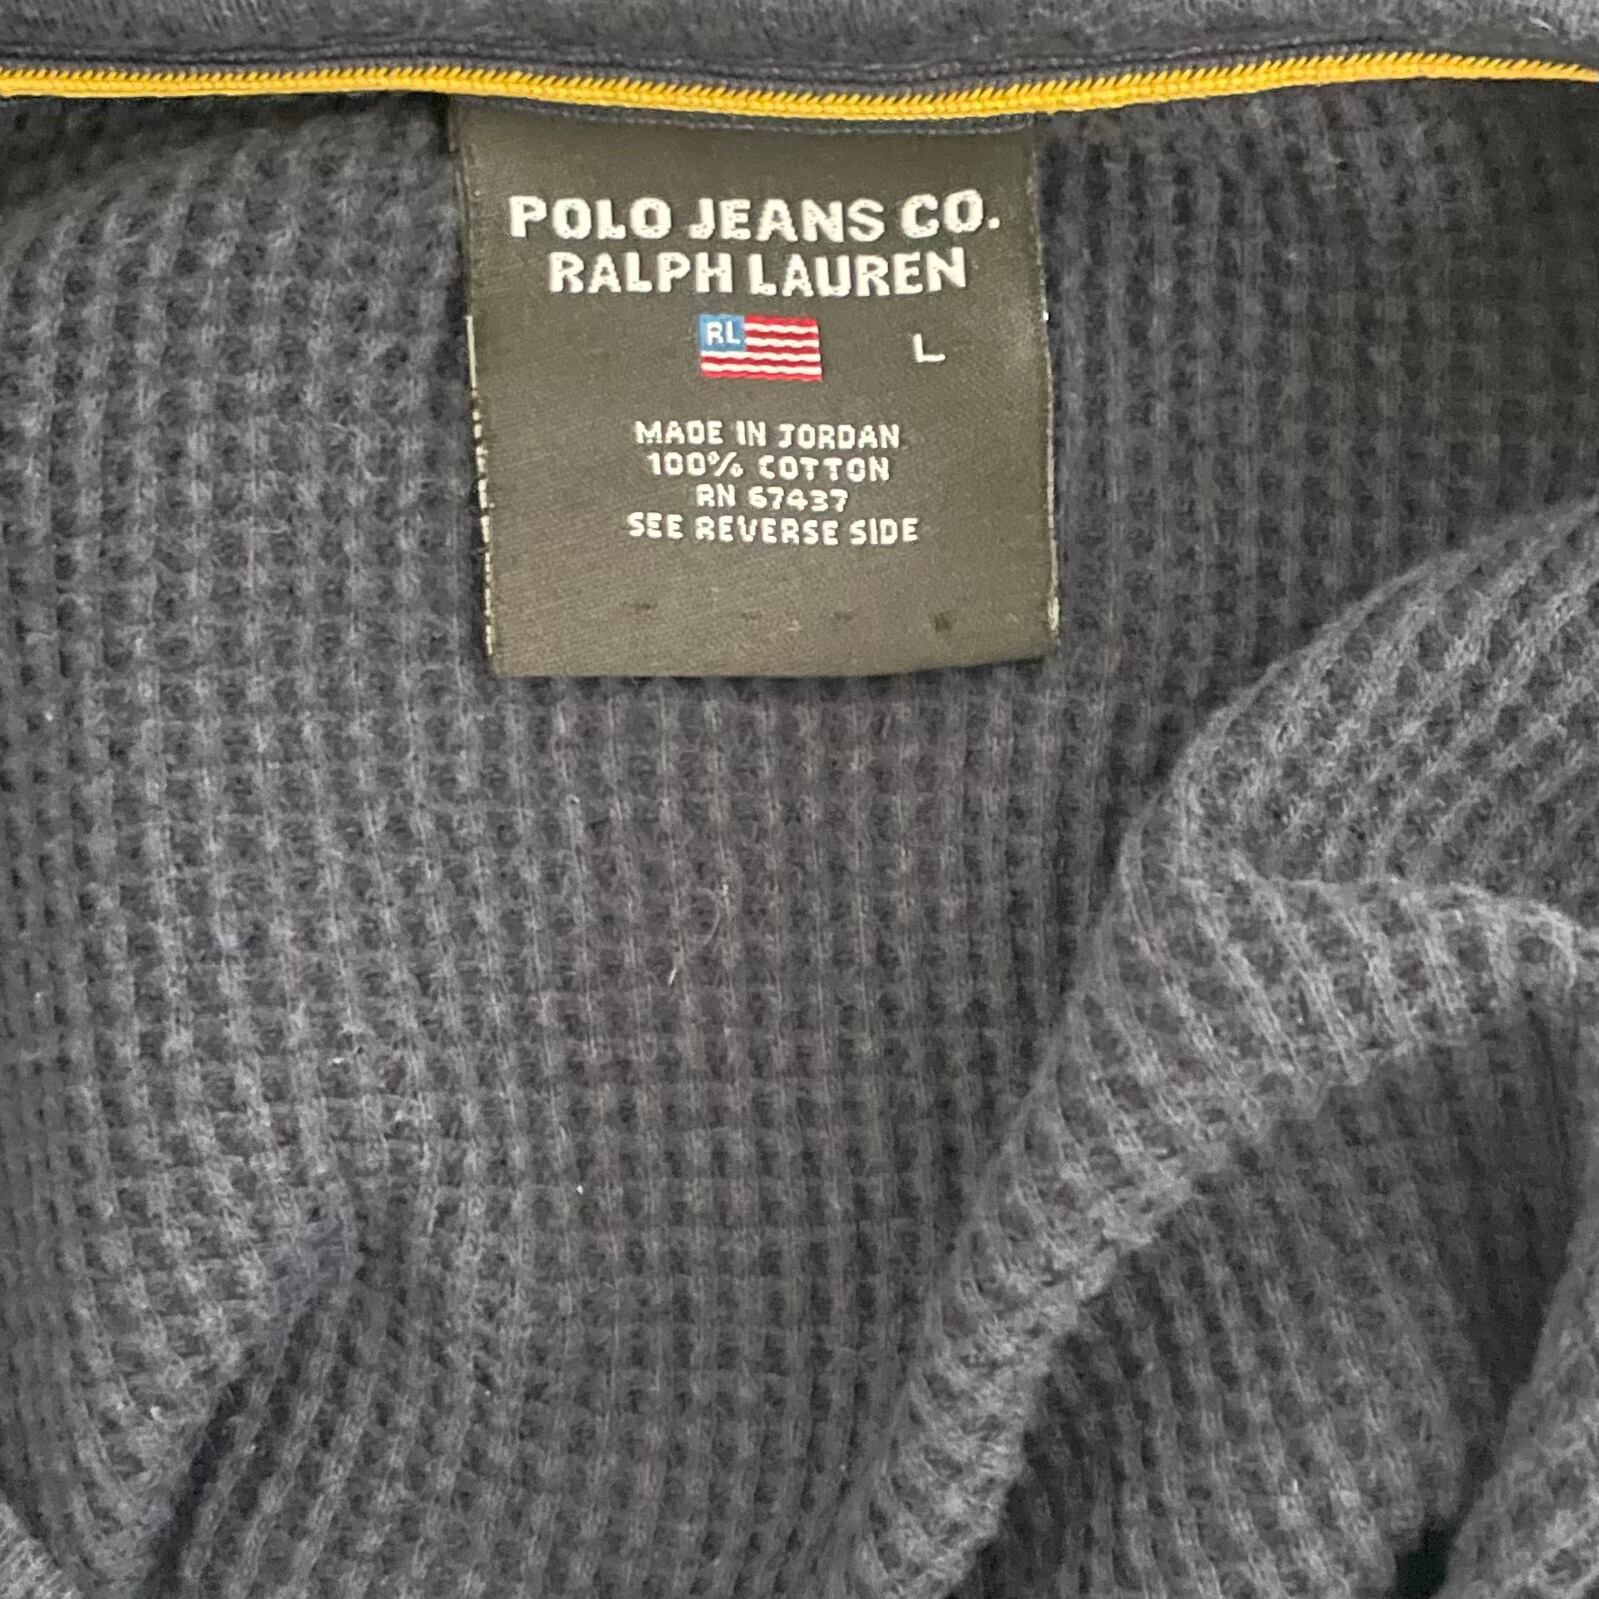 POLO JEANS CO.
RALPH LAUREN
RL
L
MADE IN JORDAN
100% COTTON
RN 67437
SEE REVERSE SIDE